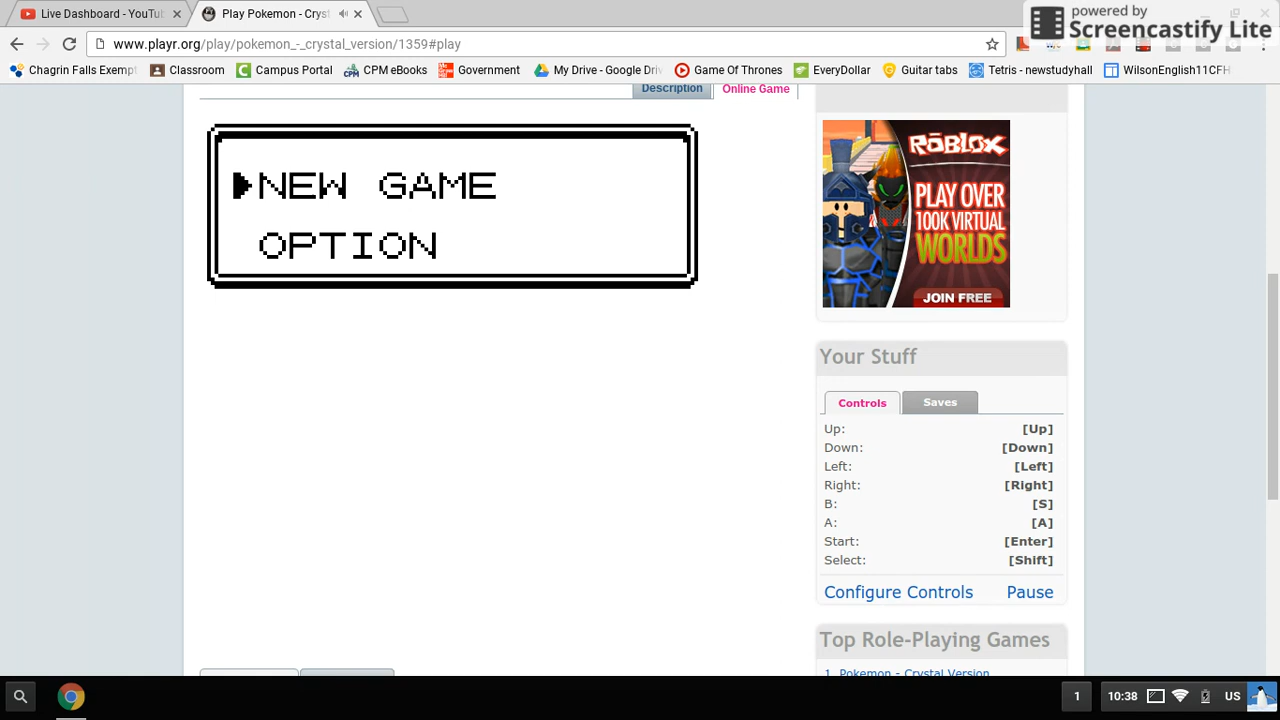 Live Dashboard - YouTu
Play Pokemon - Cryst
powered by
Screencastify Lite
www.playr.org/play/pokemon_-_crystal_version/1359#play
Chagrin Falls Exempt
Classroom
Campus Portal
CPM eBooks
Government
My Drive - Google Dri
Game Of Thrones
EveryDollar
Guitar tabs
Tetris - newstudyhall
WilsonEnglish11CFH
Description
Online Game
NEW GAME
OPTION
ROBLOX
PLAY OVER
100K VIRTUAL
WORLDS
JOIN FREE
Your Stuff
Controls
Saves
Up: [Up]
Down: [Down]
Left: [Left]
Right: [Right]
B: [S]
A: [A]
Start: [Enter]
Select: [Shift]
Configure Controls
Pause
Top Role-Playing Games
1. Pokemon - Crystal Version
1
10:38
US